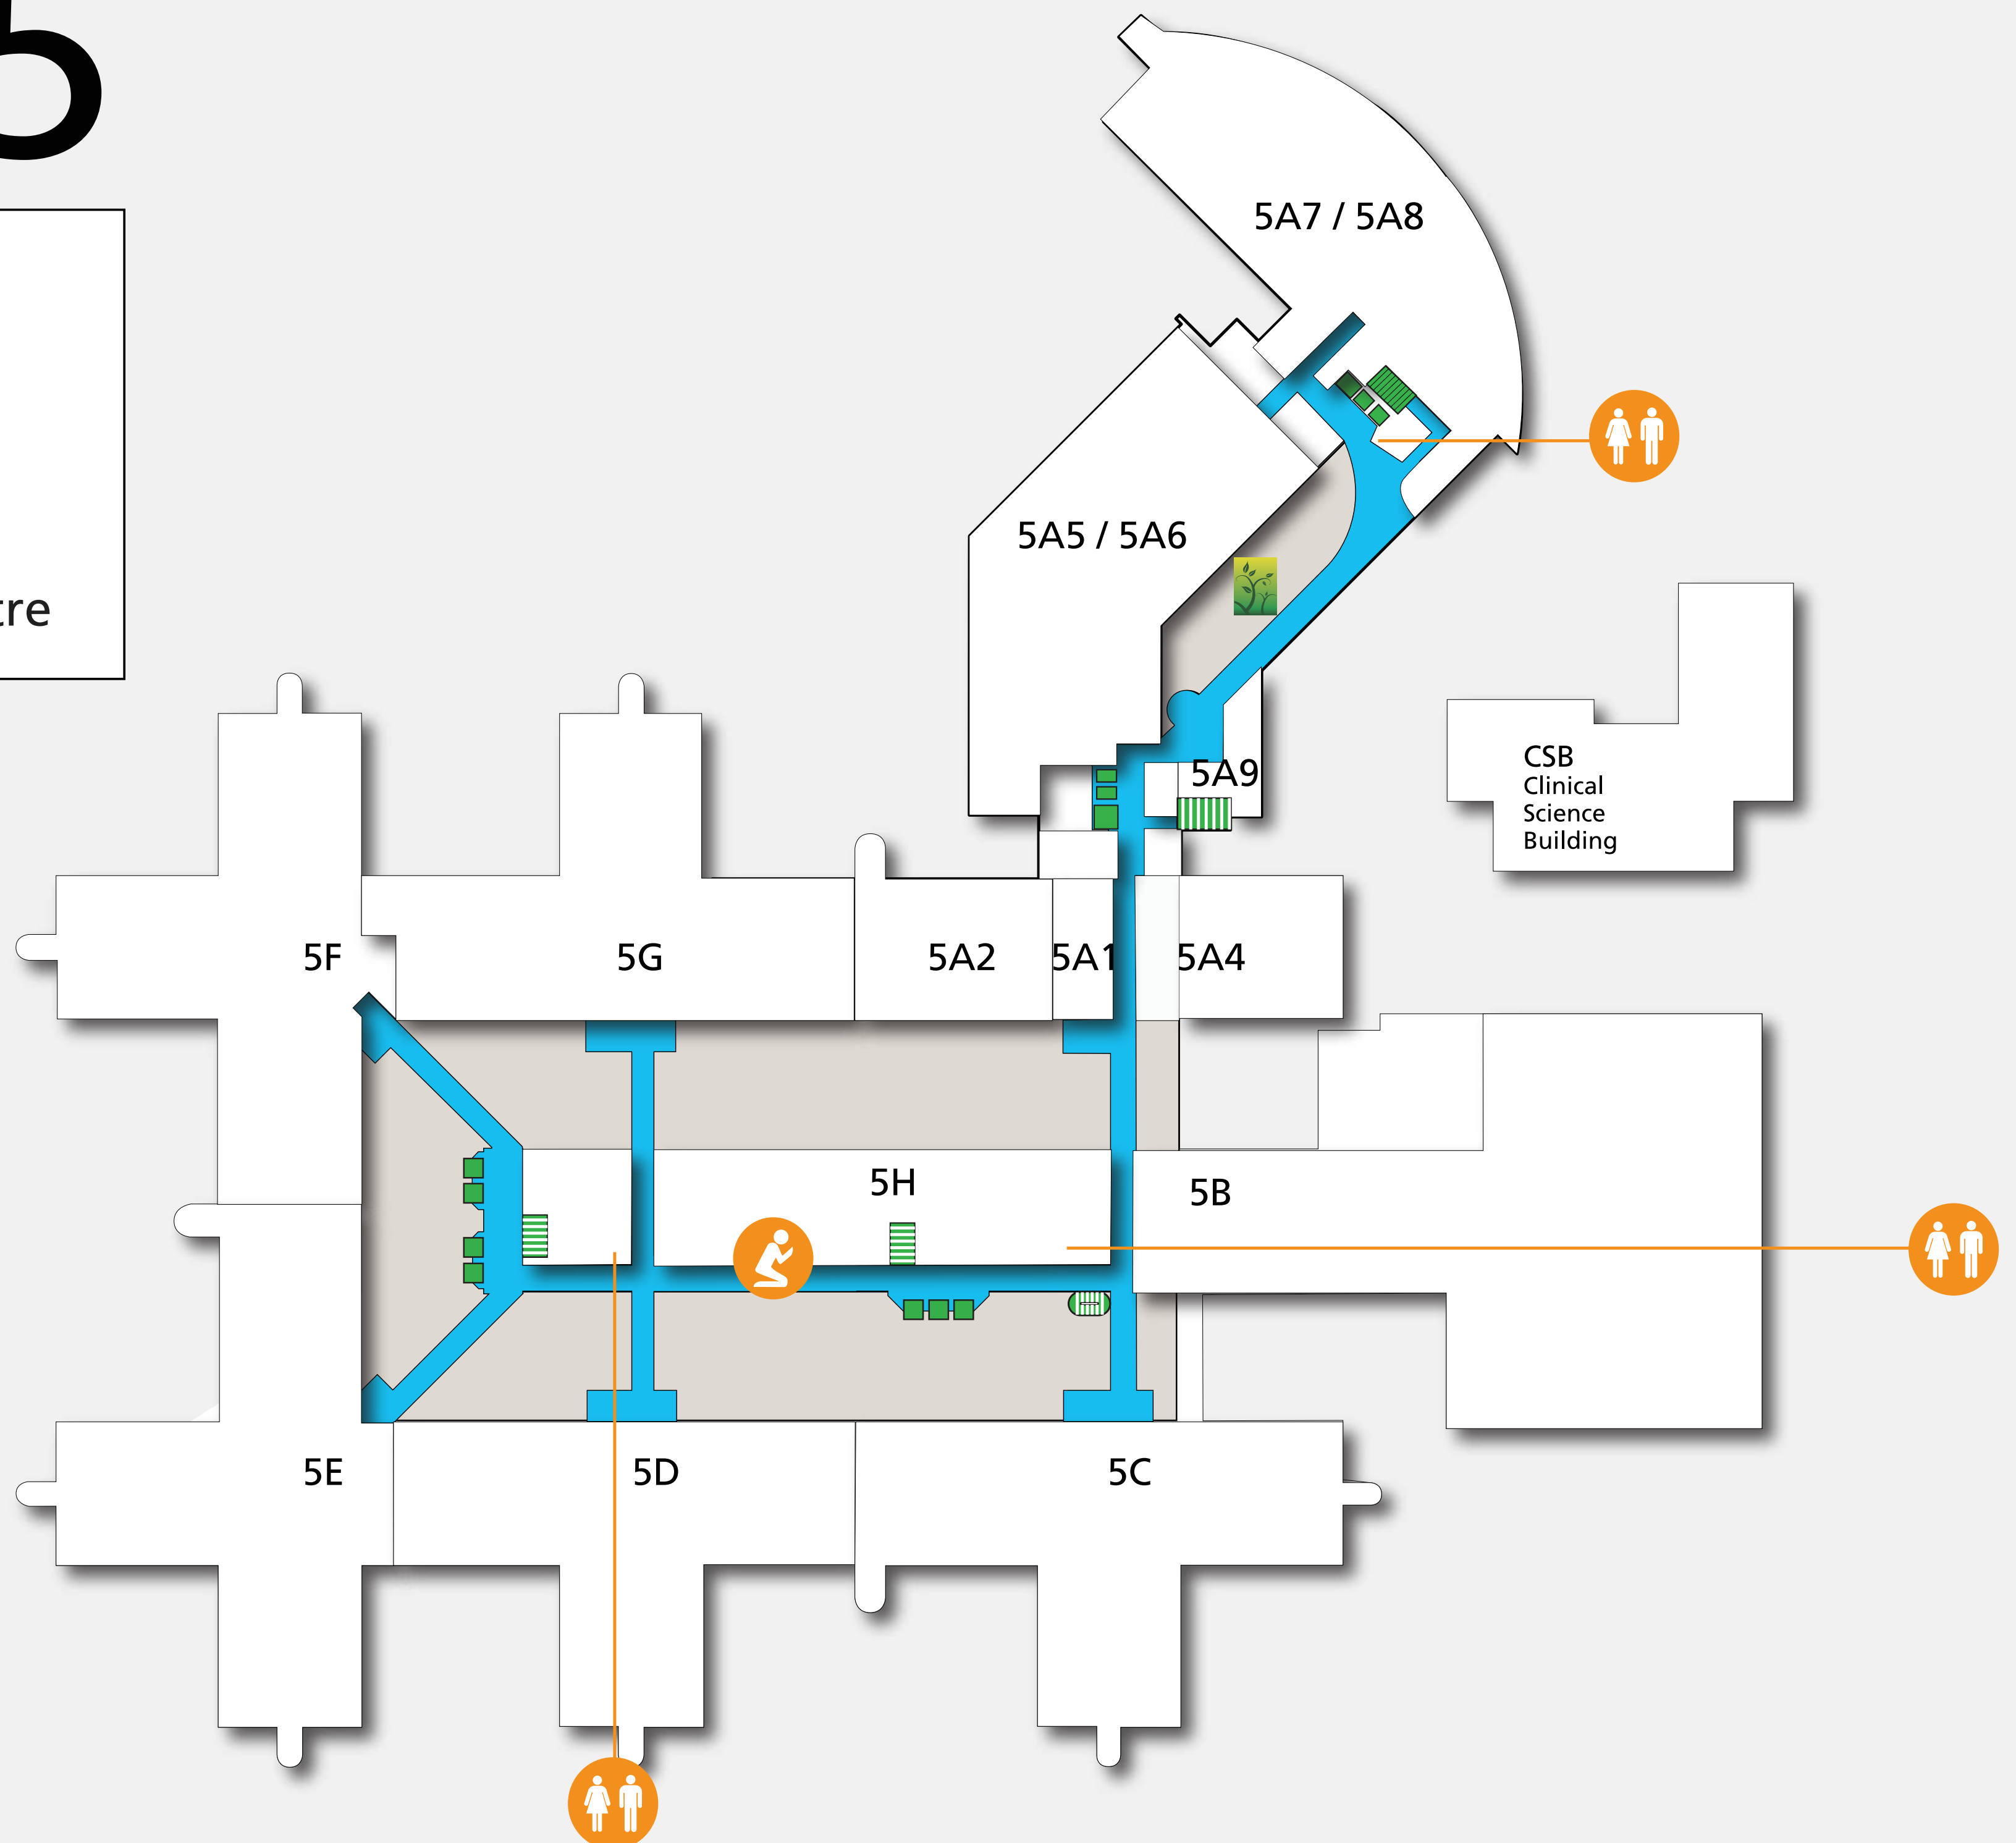 5
tre
5A7 / 5A8
5A5 / 5A6
5A9
CSB
Clinical
Science
Building
5F
5G
5A2
5A1
5A4
5H
5B
5E
5D
5C